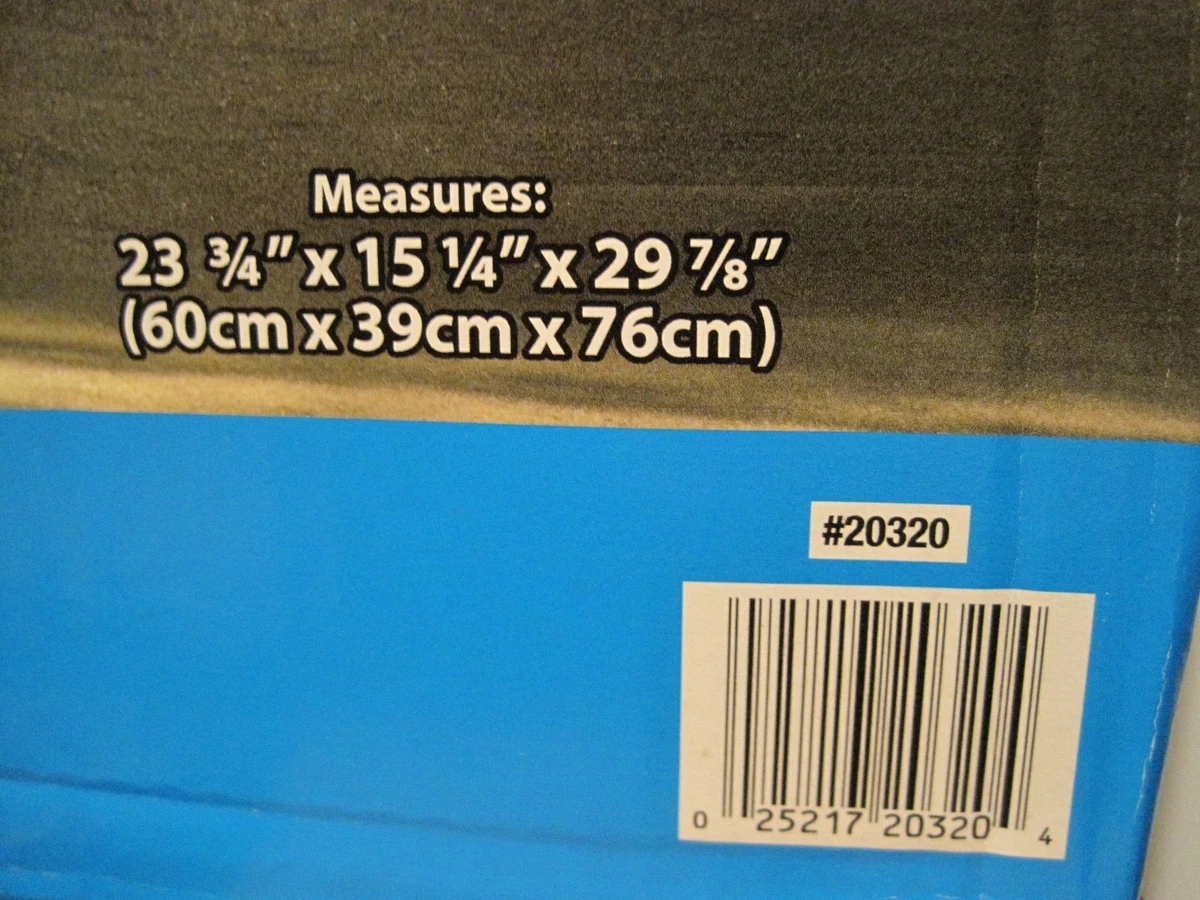 Measures:
23 ¾" x 15 ¼" x 29 ⅞"
(60cm x 39cm x 76cm)
#20320
0 25217 20320 4